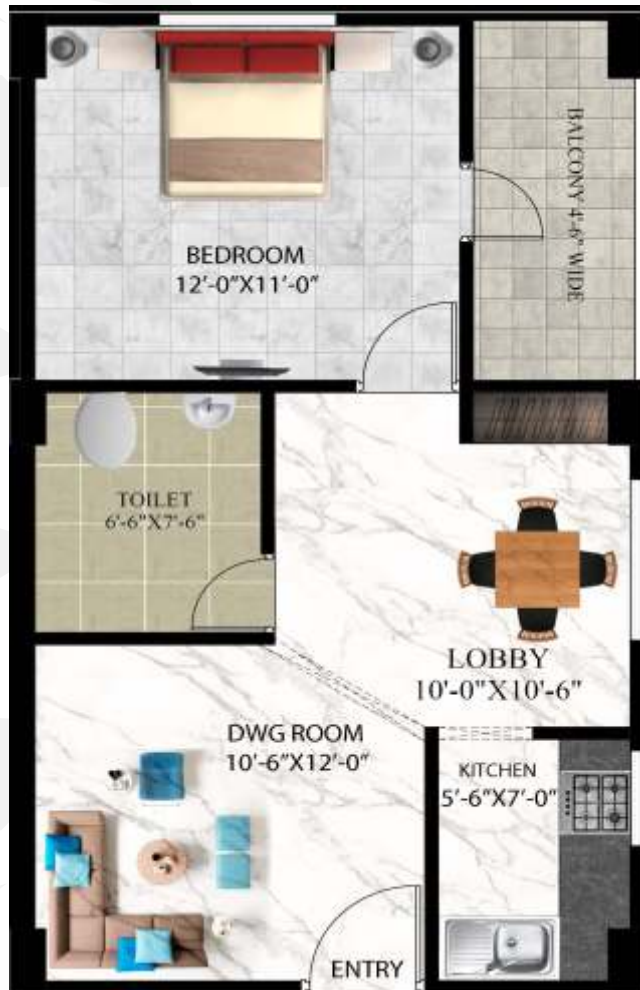 BEDROOM
12'-0"X11'-0"
BALCONY 4'-6" WIDE
TOILET
6'-6"X7'-6"
LOBBY
10'-0"X10'-6"
DWG ROOM
10'-6"X12'-0"
KITCHEN
5'-6"X7'-0"
ENTRY